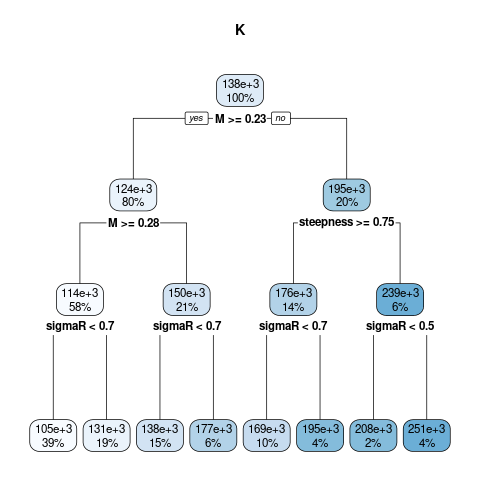 K
138e+3
100%
yes M >= 0.23 no
124e+3
80%
195e+3
20%
M >= 0.28
steepness >= 0.75
114e+3
58%
150e+3
21%
176e+3
14%
239e+3
6%
sigmaR < 0.7
sigmaR < 0.7
sigmaR < 0.7
sigmaR < 0.5
105e+3
39%
131e+3
19%
138e+3
15%
177e+3
6%
169e+3
10%
195e+3
4%
208e+3
2%
251e+3
4%